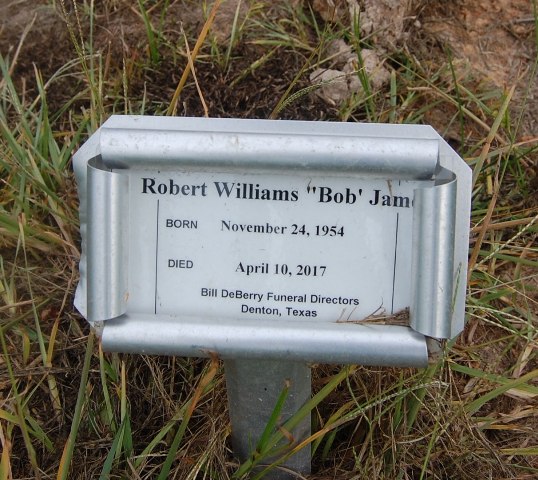 Robert Williams "Bob' Jam
BORN November 24, 1954
DIED April 10, 2017
Bill DeBerry Funeral Directors
Denton, Texas